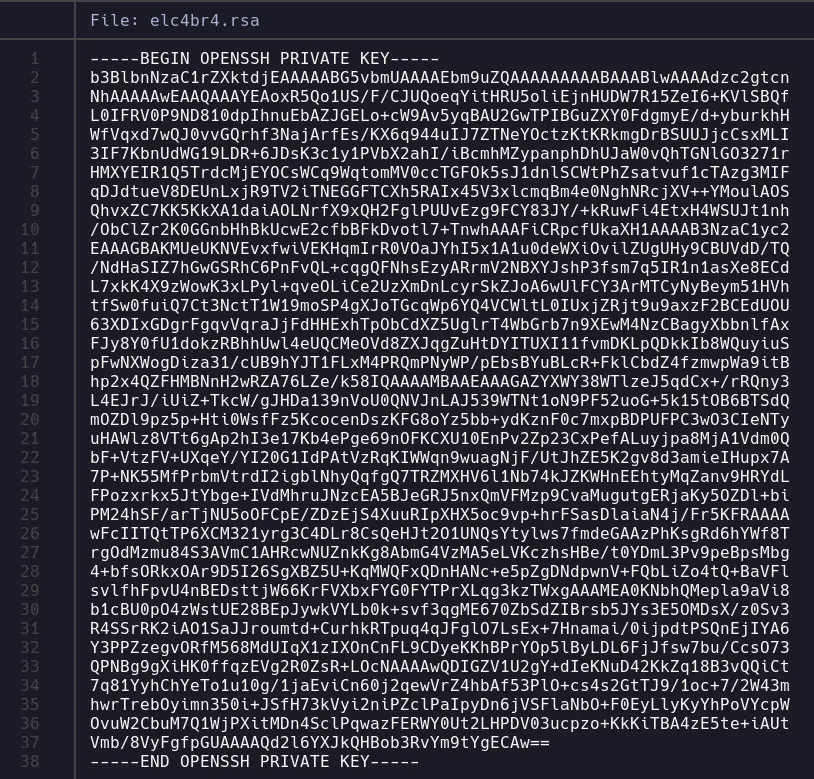 File: elc4br4.rsa
1 -----BEGIN OPENSSH PRIVATE KEY-----
2 b3BlbnNzaC1rZXktdjEAAAAABG5vbmUAAAAEbm9uZQAAAAAAAAABAAABlwAAAAdzc2gtcn
3 NhAAAAAwEAAQAAAYEAoxR5Qo1US/F/CJUQoeqYitHRU5oliEjnHUDW7R15ZeI6+KVlSBQf
4 L0IFRV0P9ND810dpIhnuEbAZJGELo+cW9Av5yqBAU2GwTPIBGuZXY0FdgmyE/d+yburkhH
5 WfVqxd7wQJ0vvGQrhf3NajArfEs/KX6q944uIJ7ZTNeYOctzKtKRkmgDrBSUUJjcCsxMLI
6 3IF7KbnUdWG19LDR+6JDsK3c1y1PVbX2ahI/iBcmhMZypanphDhUJaW0vQhTGNlGO3271r
7 HMXYEIR1Q5TrdcMjEYOCsWCq9WqtomMV0ccTGFOk5sJ1dnlSCWtPhZsatvuf1cTAzg3MIF
8 qDJdtueV8DEUnLxjR9TV2iTNEGGFTCXh5RAIx45V3xlcmqBm4e0NghNRcjXV++YMoulAOS
9 QhvxZC7KK5KkXA1daiAOLNrfX9xQH2FglPUUvEzg9FCY83JY/+kRuwFi4EtxH4WSUJt1nh
10 /ObClZr2K0GGnbHhBkUcwE2cfbBFkDvotl7+TnwhAAAFiCRpcfUkaXH1AAAAB3NzaC1yc2
11 EAAAGBAKMUeUKNVEvxfwiVEKHqmIrR0VOaJYhI5x1A1u0deWXiOvilZUgUHy9CBUVdD/TQ
12 /NdHaSIZ7hGwGSRhC6PnFvQL+cqgQFNhsEzyARrmV2NBXYJshP3fsm7q5IR1n1asXe8ECd
13 L7xkK4X9zWowK3xLPyl+qveOLiCe2UzXmDnLcyrSkZJoA6wUlFCY3ArMTCyNyBeym51HVh
14 tfSw0fuiQ7Ct3NctT1W19moSP4gXJoTGcqWp6YQ4VCWltL0IUxjZRjt9u9axzF2BCEdUOU
15 63XDIxGDgrFgqvVqraJjFdHHExhTpObCdXZ5UglrT4WbGrb7n9XEwM4NzCBagyXbbnlfAx
16 FJy8Y0fU1dokzRBhhUwl4eUQCMeOVd8ZXJqgZuHtDYITUXI11fvmDKLpQDkkIb8WQuyiuS
17 pFwNXWogDiza31/cUB9hYJT1FLxM4PRQmPNyWP/pEbsBYuBLcR+FklCbdZ4fzmwpWa9itB
18 hp2x4QZFHMBNnH2wRZA76LZe/k58IQAAAAMBAAEAAAGAZYXWY38WTlzeJ5qdCx+/rRQny3
19 L4EJrJ/iUiZ+TkcW/gJHDa139nVoU0QNVJnLAJ539WTNt1oN9PF52uoG+5k15tOB6BTSdQ
20 mOZDl9pz5p+Hti0WsfFz5KcocenDszKFG8oYz5bb+ydKznF0c7mxpBDPUFPC3wO3CIeNTy
21 uHAWlz8VTt6gAp2hI3e17Kb4ePge69nOFKCXU10EnPv2Zp23CxPefALuyjpa8MjA1Vdm0Q
22 bF+VtzFV+UXqeY/YI20G1IdPAtVzRqKIWWqn9wuagNjF/UtJhZE5K2gv8d3amieIHupx7A
23 7P+NK55MfPrbmVtrdI2igblNhyQqfgQ7TRZMXHV6l1Nb74kJZKWHnEEhtyMqZanv9HRYdL
24 FPozxrkx5JtYbge+IVdMhruJNzcEA5BJeGRJ5nxQmVFMzp9CvaMugutgERjaKy5OZDl+bi
25 PM24hSF/arTjNU5oOFCpE/ZDzEjS4XuuRIpXHX5oc9vp+hrFSasDlaiaN4j/Fr5KFRAAAA
26 wFcIITQtTP6XCM321yrg3C4DLr8CsQeHJt2O1UNQsYtylws7fmdeGAAzPhKsgRd6hYWf8T
27 rgOdMzmu84S3AVmC1AHRcwNUZnkKg8AbmG4VzMA5eLVKczhsHBe/t0YDmL3Pv9peBpsMbg
28 4+bfsORkxOAr9D5I26SgXBZ5U+KqMWQFxQDnHANc+e5pZgDNdpwnV+FQbLiZo4tQ+BaVFl
29 svlfhFpvU4nBEDsttjW66KrFVXbxFYG0FYTPrXLqg3kzTWxgAAAMEA0KNbhQMepla9aVi8
30 b1cBU0pO4zWstUE28BEpJywkVYLb0k+svf3qgME670ZbSdZIBrsb5JYs3E5OMDsX/z0Sv3
31 R4SSrRK2iAO1SaJJroumtd+CurhkRTpuq4qJFglO7LsEx+7Hnamai/0ijpdtPSQnEjIYA6
32 Y3PPZzegvORfM568MdUIqX1zIXOnCnFL9CDyeKKhBPrYOp5lByLDL6FjJfsw7bu/CcsO73
33 QPNBg9gXiHK0ffqzEVg2R0ZsR+LOcNAAAAwQDIGZV1U2gY+dIeKNuD42KkZq18B3vQQiCt
34 7q81YyhChYeTo1u10g/1jaEviCn60j2qewVrZ4hbAf53PlO+cs4s2GtTJ9/1oc+7/2W43m
35 hwrTrebOyimn350i+JSfH73kVyi2niPZclPaIpyDn6jVSFlaNbO+F0EyLlyKyYhPoVYcpW
36 OvuW2CbuM7Q1WjPXitMDn4SclPqwazFERWY0Ut2LHPDV03ucpzo+KkKiTBA4zE5te+iAUt
37 Vmb/8VyFgfpGUAAAAQd2l6YXJkQHBob3RvYm9tYgECAw==
38 -----END OPENSSH PRIVATE KEY-----